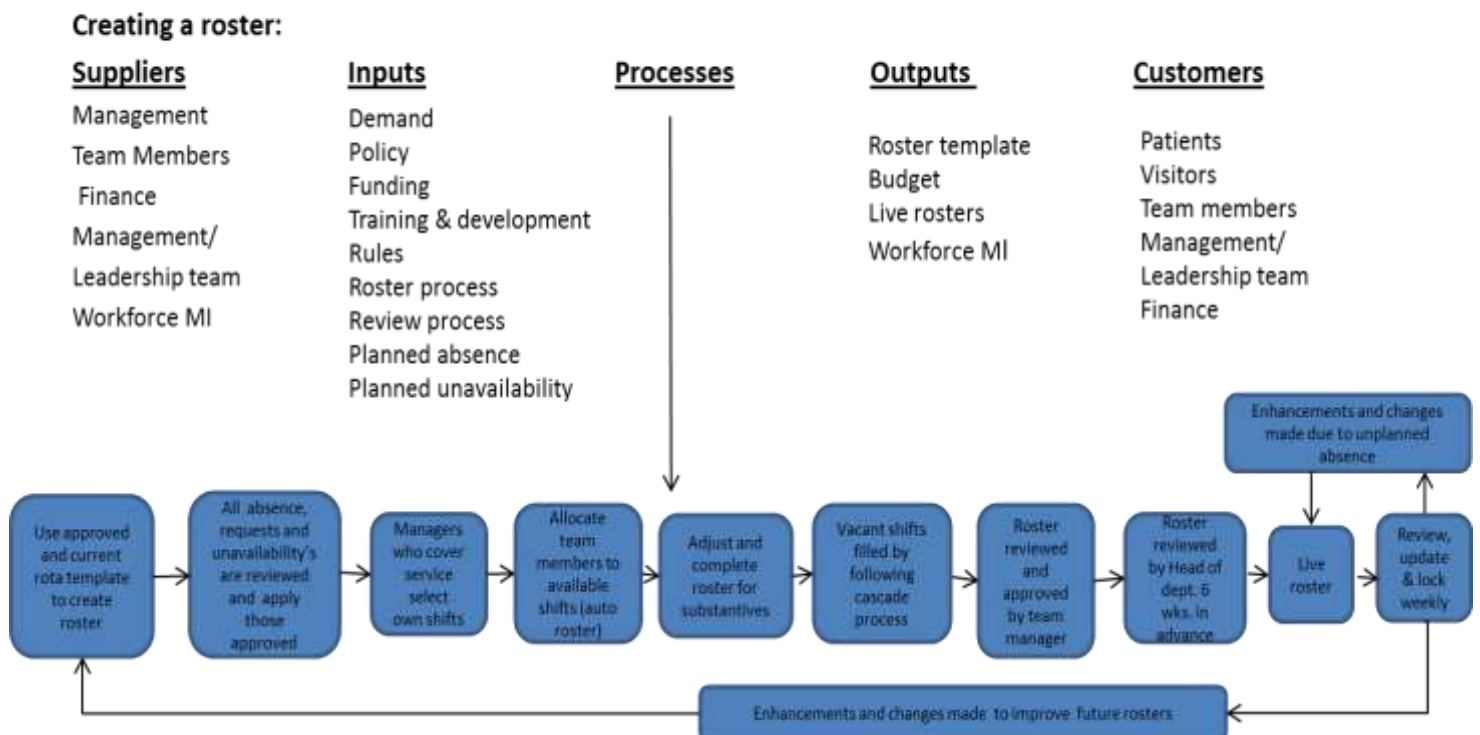 Creating a roster:
Suppliers
Management
Team Members
Finance
Management/
Leadership team
Workforce MI
Inputs
Demand
Policy
Funding
Training & development
Rules
Roster process
Review process
Planned absence
Planned unavailability
Processes
Outputs
Roster template
Budget
Live rosters
Workforce MI
Customers
Patients
Visitors
Team members
Management/
Leadership team
Finance
Use approved
and current
rota template
to create
roster
All absence,
requests and
unavailability's
are reviewed
and apply
those
approved
Managers
who cover
service
select own shifts
Allocate
team
members to
available
shifts (auto
roster)
Adjust and
complete
roster for
substantives
Vacant shifts
filled by
following
cascade
process
Roster
reviewed
and
approved
by team
manager
Roster
reviewed
by Head of
dept. 6
wks. in
advance
Live
roster
Review,
update
& lock
weekly
Enhancements and changes
made due to unplanned
absence
Enhancements and changes made to improve future rosters